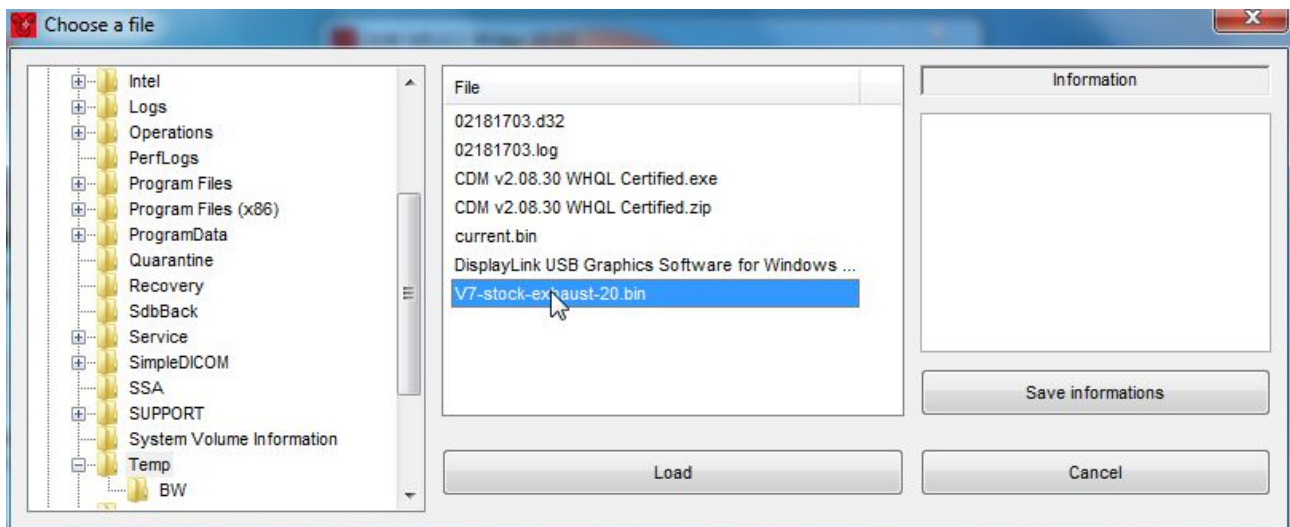 Choose a file
Intel
Logs
Operations
PerfLogs
Program Files
Program Files (x86)
ProgramData
Quarantine
Recovery
SdbBack
Service
SimpleDICOM
SSA
SUPPORT
System Volume Information
Temp
BW
File
02181703.d32
02181703.log
CDM v2.08.30 WHQL Certified.exe
CDM v2.08.30 WHQL Certified.zip
current.bin
DisplayLink USB Graphics Software for Windows ...
V7-stock-exhaust-20.bin
Load
Information
Save informations
Cancel